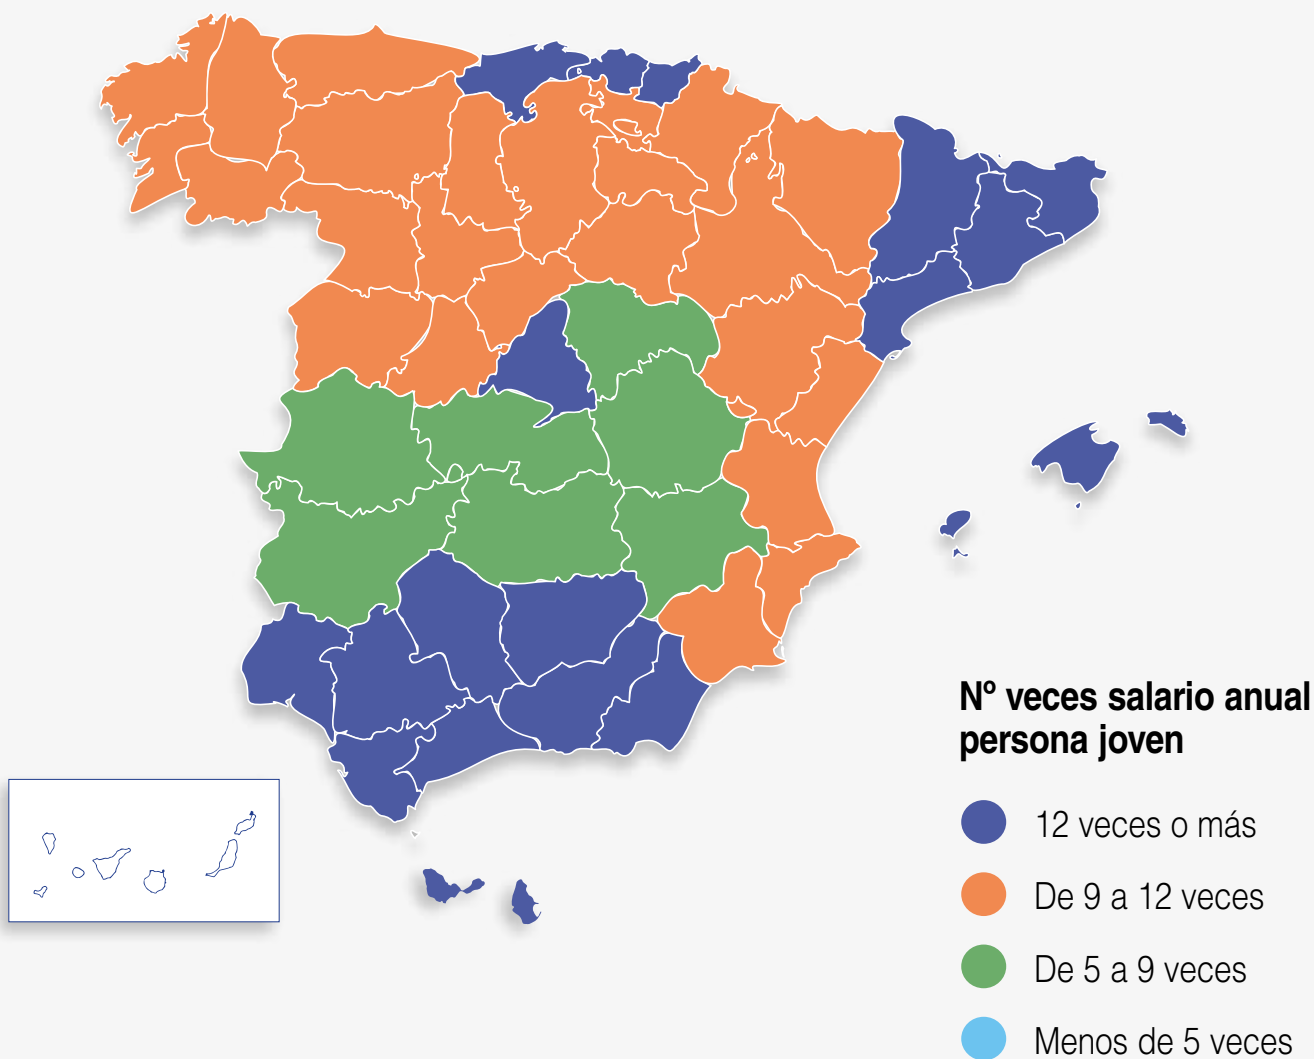 Nº veces salario anual
persona joven
12 veces o más
De 9 a 12 veces
De 5 a 9 veces
Menos de 5 veces